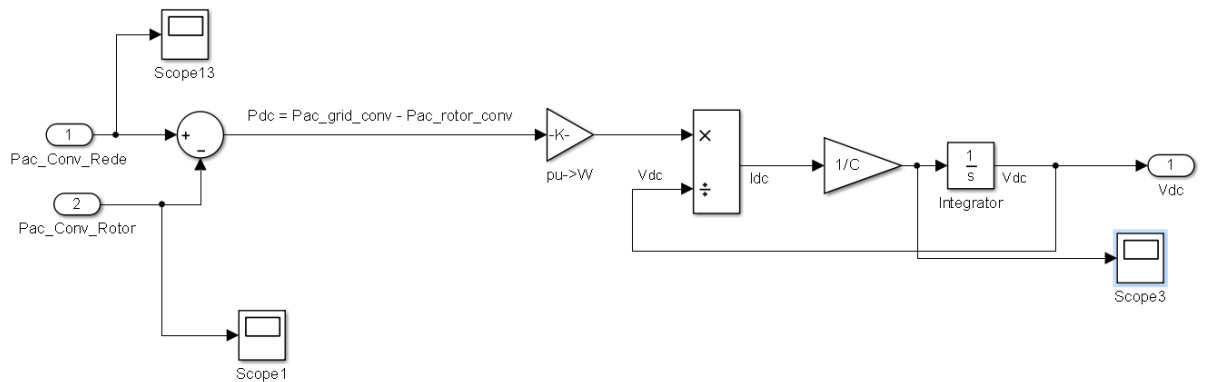 Scope13
Pdc = Pac_grid_conv - Pac_rotor_conv
1
+
−
Pac_Conv_Rede
-K-
pu->W
×
÷
Vdc
Idc
1/C
1
s
Integrator
Vdc
1
Vdc
2
Pac_Conv_Rotor
Scope3
Scope1